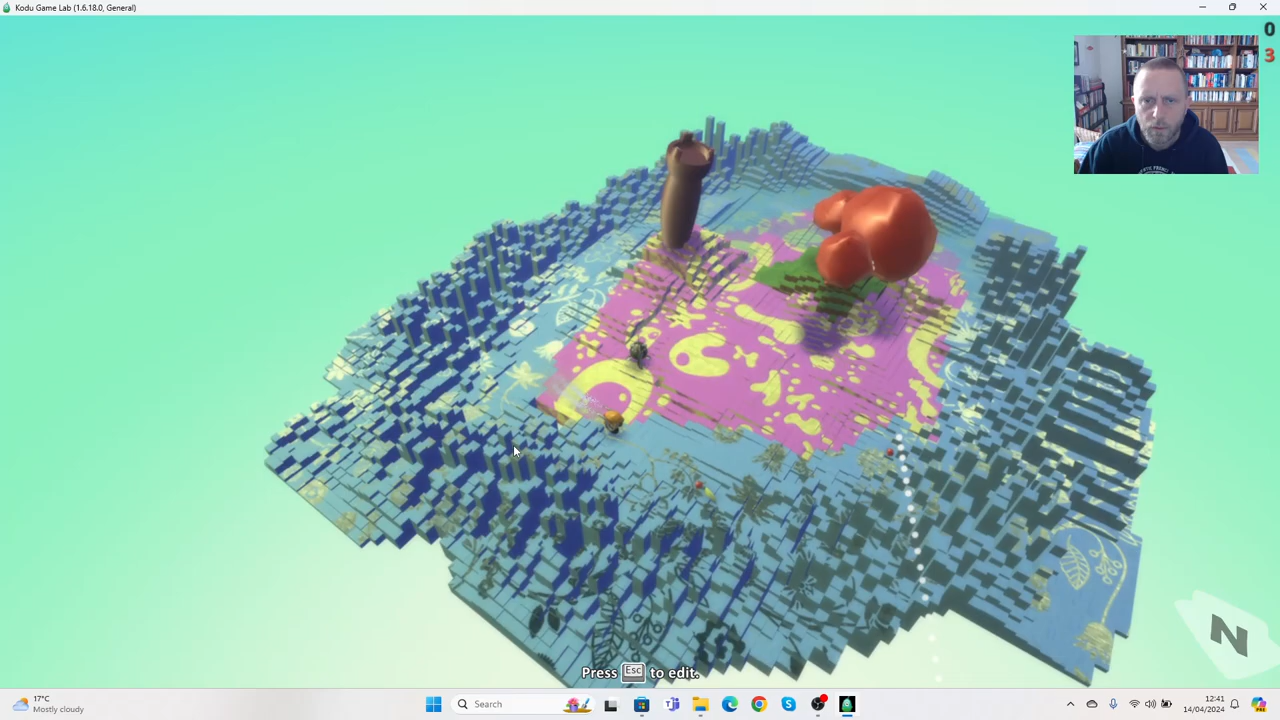 Kodu Game Lab (1.6.18.0, General)
0
3
Press Esc to edit.
N
17°C
Mostly cloudy
Search
12:41
14/04/2024